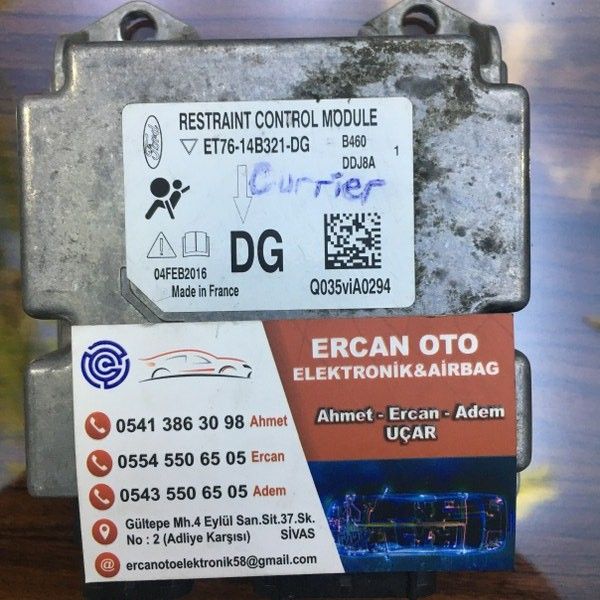 Ford
RESTRAINT CONTROL MODULE
ET76-14B321-DG
B460
DDJ8A
1
Currier
DG
04FEB2016
Made in France
Q035viA0294
ERCAN OTO
ELEKTRONİK&AİRBAG
Ahmet - Ercan - Adem
UÇAR
0541 386 30 98 Ahmet
0554 550 65 05 Ercan
0543 550 65 05 Adem
Gültepe Mh.4 Eylül San.Sit.37.Sk.
No : 2 (Adliye Karşısı) SİVAS
ercanotoelektronik58@gmail.com